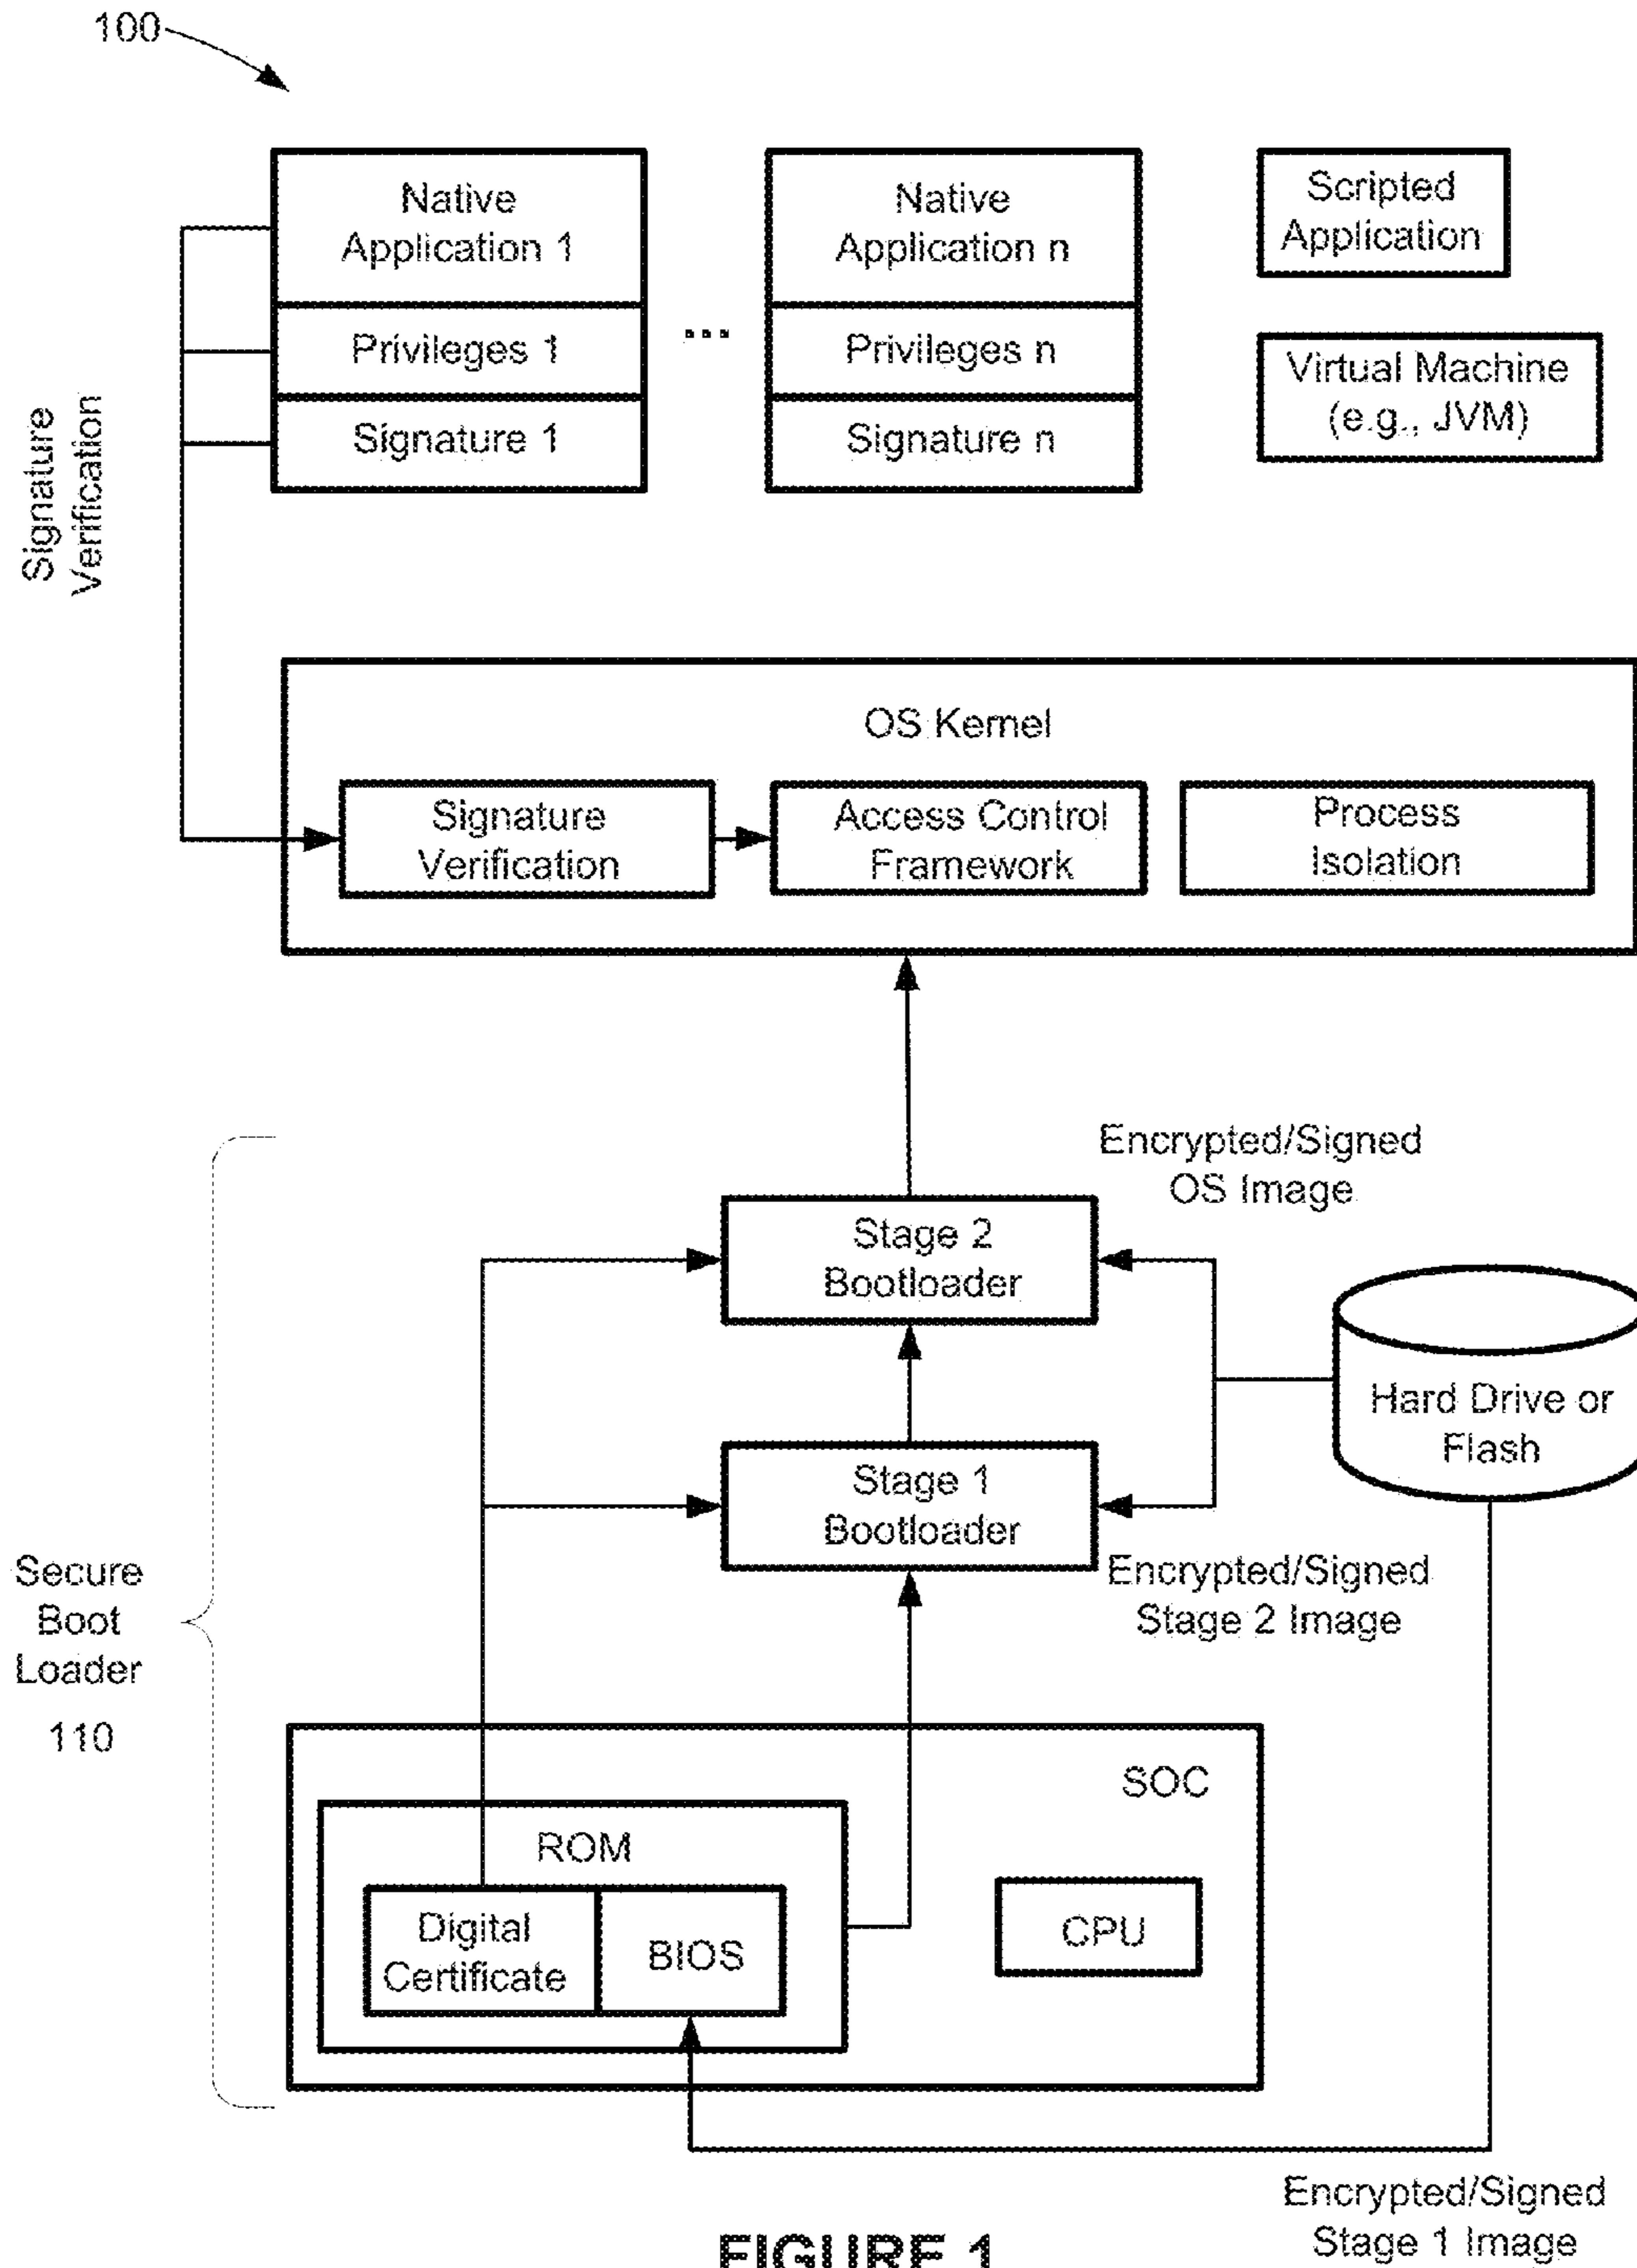 100
Native
Application 1
Privileges 1
Signature 1
...
Native
Application n
Privileges n
Signature n
Scripted
Application
Virtual Machine
(e.g., JVM)
Signature
Verification
OS Kernel
Signature
Verification
Access Control
Framework
Process
Isolation
Encrypted/Signed
OS Image
Stage 2
Bootloader
Hard Drive or
Flash
Stage 1
Bootloader
Encrypted/Signed
Stage 2 Image
Secure
Boot
Loader
110
SOC
ROM
Digital
Certificate
BIOS
CPU
Encrypted/Signed
Stage 1 Image
FIGURE 1